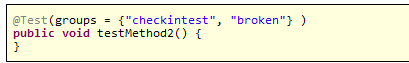 @Test(groups = {"checkintest", "broken"} )
public void testMethod2() {
}